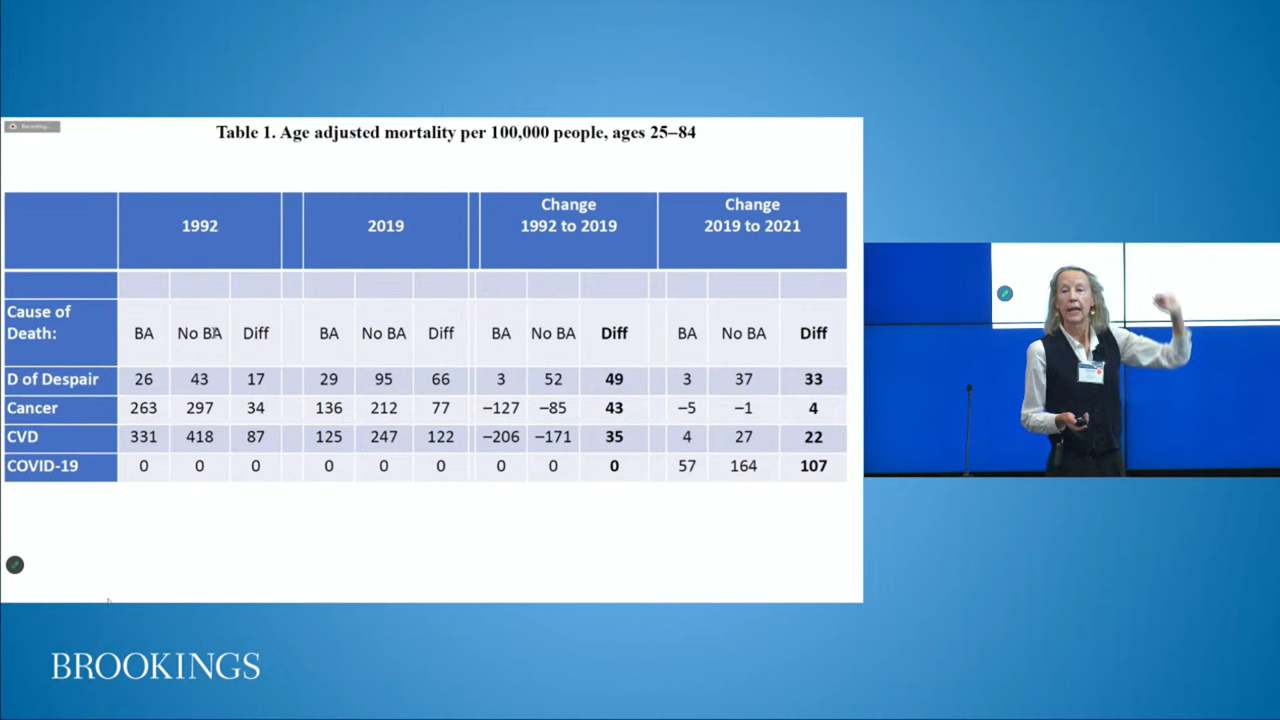 Recording...
Table 1. Age adjusted mortality per 100,000 people, ages 25–84
1992 2019 Change 1992 to 2019 Change 2019 to 2021
Cause of Death: BA No BA Diff BA No BA Diff BA No BA Diff BA No BA Diff
D of Despair 26 43 17 29 95 66 3 52 49 3 37 33
Cancer 263 297 34 136 212 77 –127 –85 43 –5 –1 4
CVD 331 418 87 125 247 122 –206 –171 35 4 27 22
COVID-19 0 0 0 0 0 0 0 0 0 57 164 107
BROOKINGS